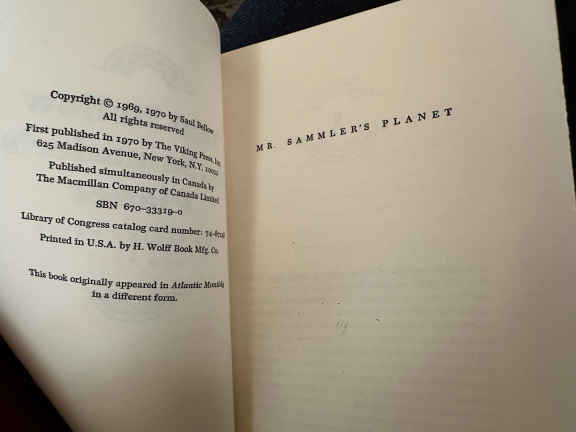 Copyright © 1969, 1970 by Saul Bellow
All rights reserved
First published in 1970 by The Viking Press, Inc.
625 Madison Avenue, New York, N.Y. 10022
Published simultaneously in Canada by
The Macmillan Company of Canada Limited
SBN 670-33319-0
Library of Congress catalog card number:
Printed in U.S.A. by H. Wolff Book Mfg. Co.
This book originally appeared in Atlantic Monthly
in a different form.
MR. SAMMLER'S PLANET